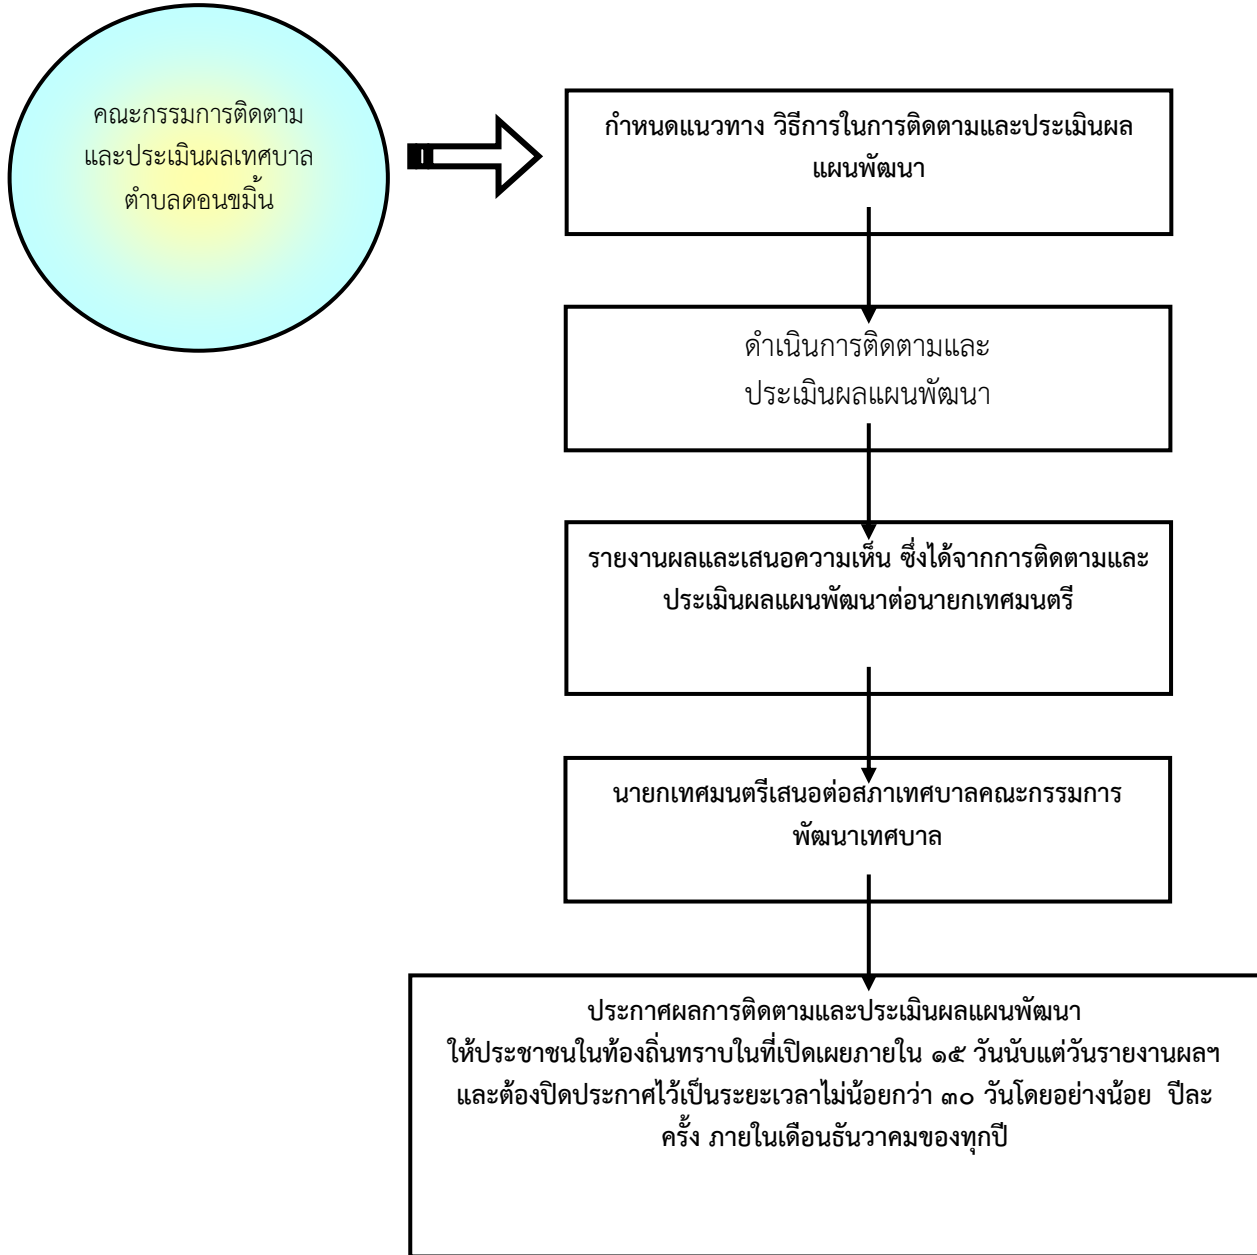 คณะกรรมการติดตาม
และประเมินผลเทศบาล
ตำบลดอนขมิ้น
กำหนดแนวทาง วิธีการในการติดตามและประเมินผล
แผนพัฒนา
ดำเนินการติดตามและ
ประเมินผลแผนพัฒนา
รายงานผลและเสนอความเห็น ซึ่งได้จากการติดตามและ
ประเมินผลแผนพัฒนาต่อนายกเทศมนตรี
นายกเทศมนตรีเสนอต่อสภาเทศบาลคณะกรรมการ
พัฒนาเทศบาล
ประกาศผลการติดตามและประเมินผลแผนพัฒนา
ให้ประชาชนในท้องถิ่นทราบในที่เปิดเผยภายใน ๑๕ วันนับแต่วันรายงานผลฯ
และต้องปิดประกาศไว้เป็นระยะเวลาไม่น้อยกว่า ๓๐ วันโดยอย่างน้อย ปีละ
ครั้ง ภายในเดือนธันวาคมของทุกปี